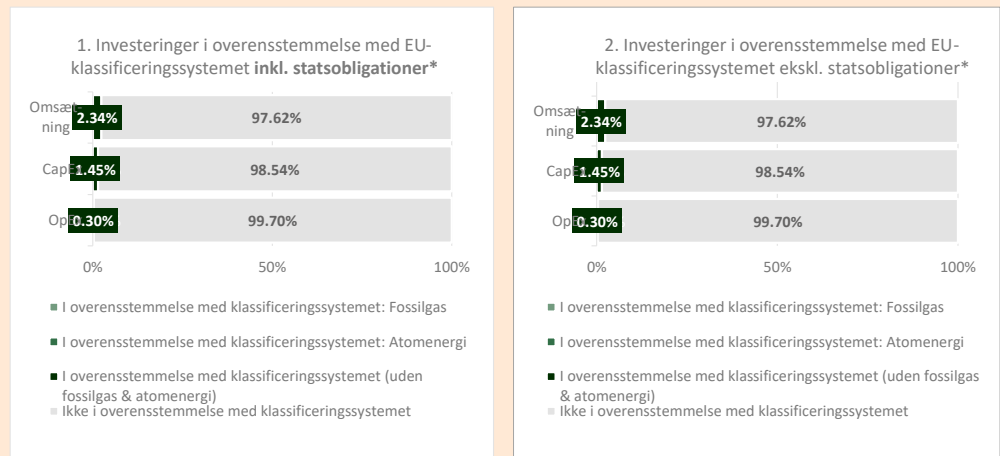 1. Investeringer i overensstemmelse med EU-
klassificeringssystemet inkl. statsobligationer*
Omsæt-
ning
2.34%
97.62%
1.45%
98.54%
0.30%
99.70%
0%
50%
100%
I overensstemmelse med klassificeringssystemet: Fossilgas
I overensstemmelse med klassificeringssystemet: Atomenergi
I overensstemmelse med klassificeringssystemet (uden
fossilgas & atomenergi)
Ikke i overensstemmelse med klassificeringssystemet
2. Investeringer i overensstemmelse med EU-
klassificeringssystemet ekskl. statsobligationer*
Omsæt-
ning
2.34%
97.62%
1.45%
98.54%
0.30%
99.70%
0%
50%
100%
I overensstemmelse med klassificeringssystemet: Fossilgas
I overensstemmelse med klassificeringssystemet: Atomenergi
I overensstemmelse med klassificeringssystemet (uden fossilgas
& atomenergi)
Ikke i overensstemmelse med klassificeringssystemet